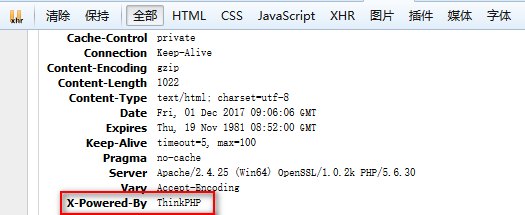 xhr 清除 保持 全部 HTML CSS JavaScript XHR 图片 插件 媒体 字体
Cache-Control private
Connection Keep-Alive
Content-Encoding gzip
Content-Length 1022
Content-Type text/html; charset=utf-8
Date Fri, 01 Dec 2017 09:06:06 GMT
Expires Thu, 19 Nov 1981 08:52:00 GMT
Keep-Alive timeout=5, max=100
Pragma no-cache
Server Apache/2.4.25 (Win64) OpenSSL/1.0.2k PHP/5.6.30
Vary Accept-Encoding
X-Powered-By ThinkPHP